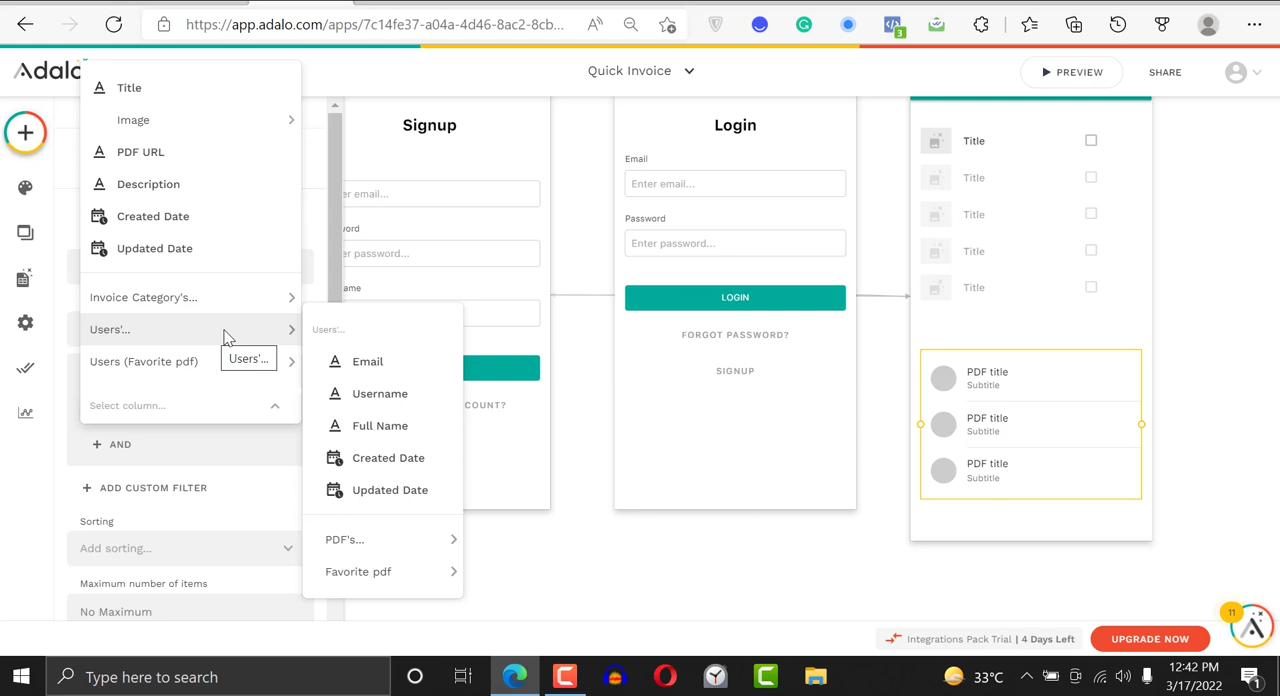 https://app.adalo.com/apps/7c14fe37-a04a-4d46-8ac2-8cb...
3
Adalo
Quick Invoice
PREVIEW
SHARE
Title
Image
PDF URL
Description
Created Date
Updated Date
Invoice Category's...
Users'...
Users'...
Users (Favorite pdf)
Select column...
AND
ADD CUSTOM FILTER
Sorting
Add sorting...
Maximum number of items
No Maximum
Users'...
Email
Username
Full Name
Created Date
Updated Date
PDF's...
Favorite pdf
Signup
er email...
word
er password...
ame
COUNT?
Login
Email
Enter email...
Password
Enter password...
LOGIN
FORGOT PASSWORD?
SIGNUP
Title
Title
Title
Title
Title
PDF title
Subtitle
PDF title
Subtitle
PDF title
Subtitle
11
Integrations Pack Trial | 4 Days Left
UPGRADE NOW
Type here to search
33°C
12:42 PM
3/17/2022
1